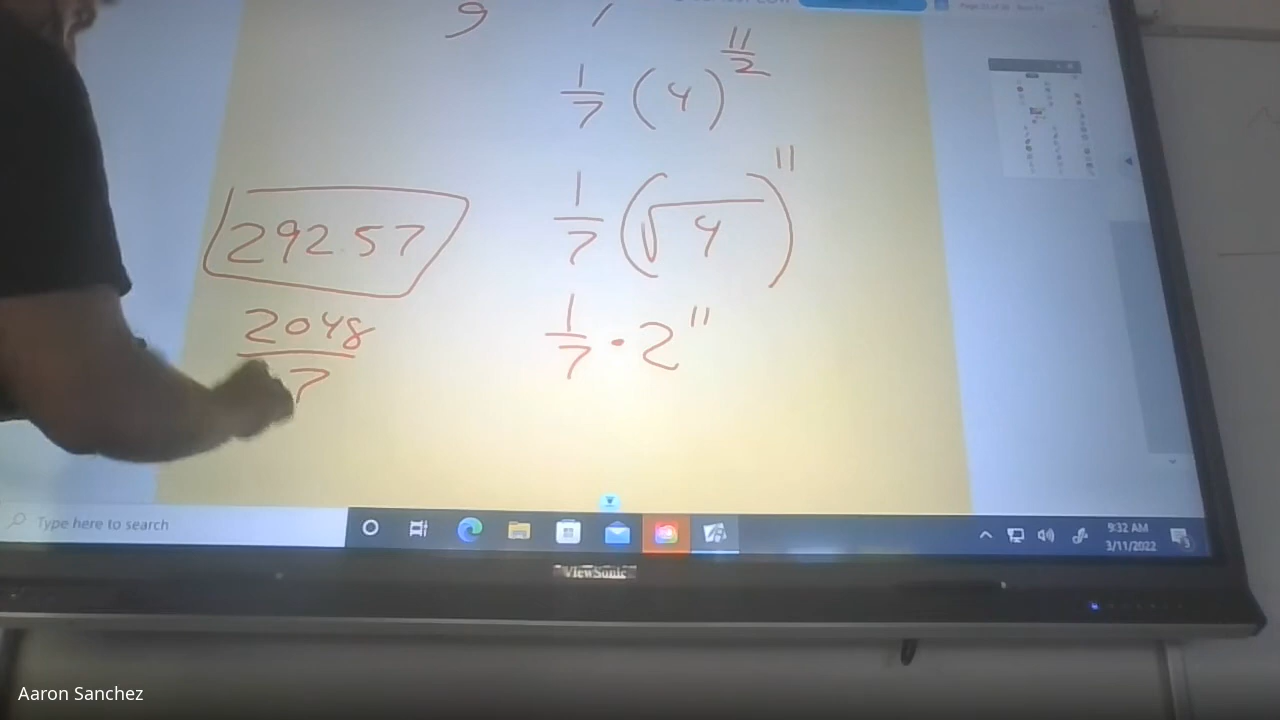 9
1/7 (4)^11/2
1/7 (√4)^11
292.57
2048/7
1/7 · 2^11
Type here to search
9:32 AM
3/11/2022
ViewSonic
Aaron Sanchez